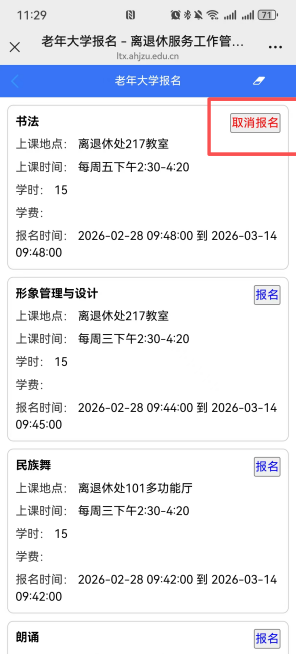 11:29
71
老年大学报名 – 离退休服务工作管...
ltx.ahjzu.edu.cn
老年大学报名
书法
取消报名
上课地点： 离退休处217教室
上课时间： 每周五下午2:30-4:20
学时： 15
学费：
报名时间： 2026-02-28 09:48:00 到 2026-03-14
09:48:00
形象管理与设计
报名
上课地点： 离退休处217教室
上课时间： 每周三下午2:30-4:20
学时： 15
学费：
报名时间： 2026-02-28 09:44:00 到 2026-03-14
09:45:00
民族舞
报名
上课地点： 离退休处101多功能厅
上课时间： 每周三下午2:30-4:20
学时： 15
学费：
报名时间： 2026-02-28 09:42:00 到 2026-03-14
09:42:00
朗诵
报名